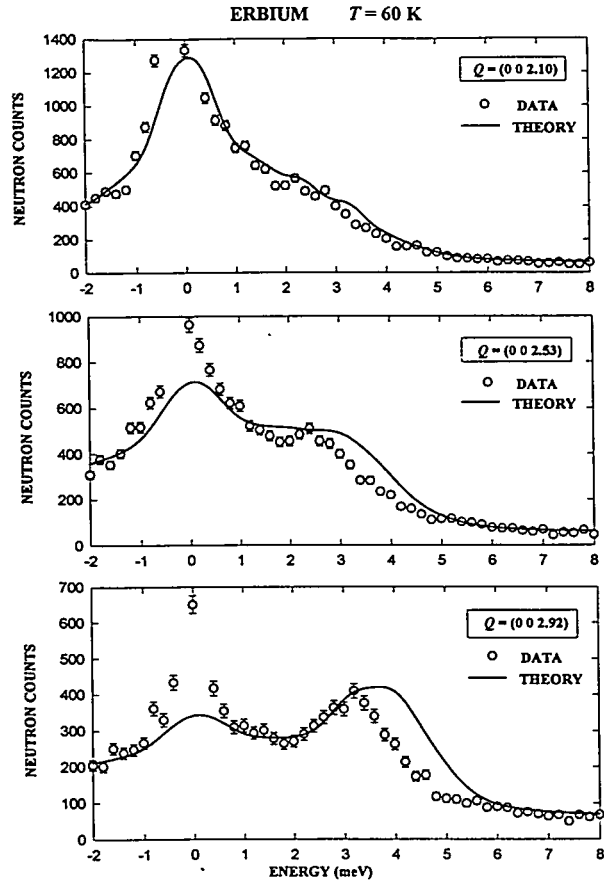 ERBIUM T = 60 K
1400
1200
1000
800
600
400
200
0
NEUTRON COUNTS
Q = (0 0 2.10)
DATA
THEORY
-2 -1 0 1 2 3 4 5 6 7 8
1000
800
600
400
200
0
NEUTRON COUNTS
Q = (0 0 2.53)
DATA
THEORY
-2 -1 0 1 2 3 4 5 6 7 8
700
600
500
400
300
200
100
0
NEUTRON COUNTS
Q = (0 0 2.92)
DATA
THEORY
-2 -1 0 1 2 3 4 5 6 7 8
ENERGY (meV)